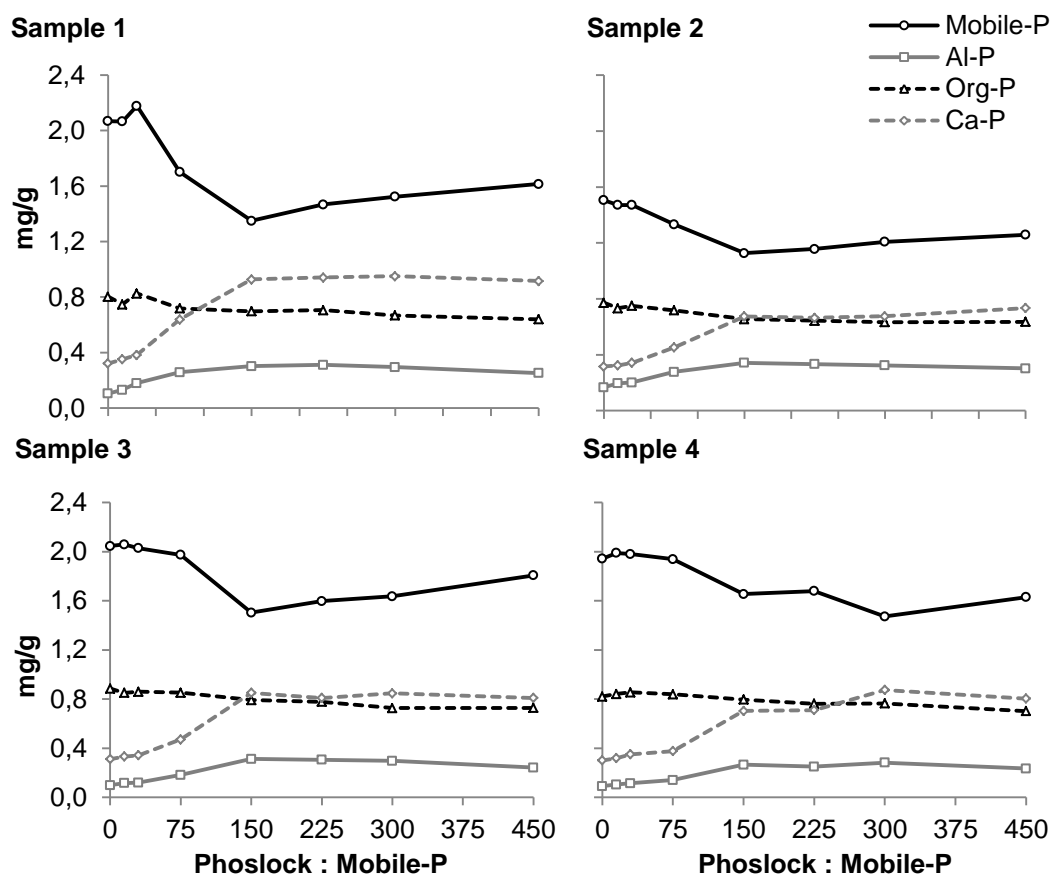 Sample 1
Sample 2
Mobile-P
Al-P
Org-P
Ca-P
2,4
2,0
1,6
1,2
0,8
0,4
0,0
mg/g
Sample 3
Sample 4
2,4
2,0
1,6
1,2
0,8
0,4
0,0
mg/g
0 75 150 225 300 375 450
0 75 150 225 300 375 450
Phoslock : Mobile-P
Phoslock : Mobile-P